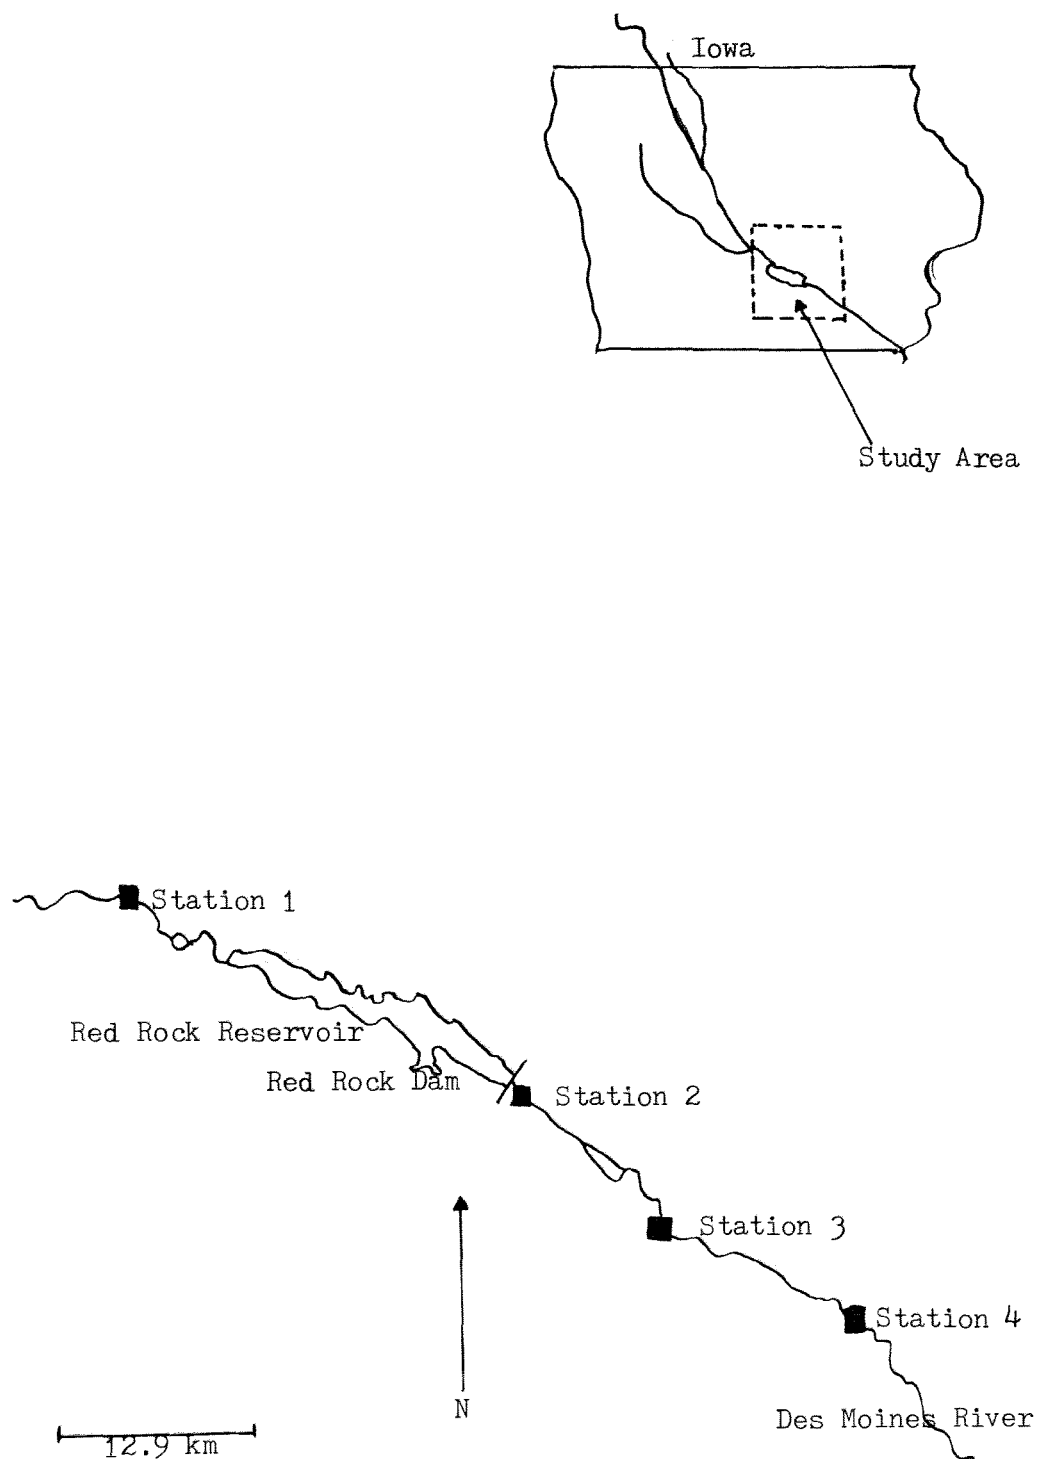 Iowa
Study Area
Station 1
Red Rock Reservoir
Red Rock Dam
Station 2
Station 3
Station 4
N
Des Moines River
12.9 km